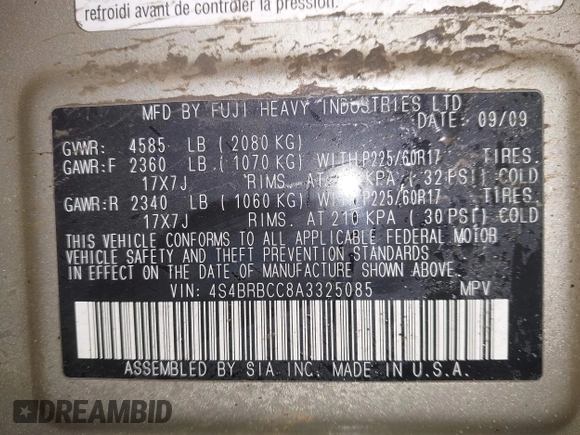 refroidi avant de contrôler la pression.
MFD BY FUJI HEAVY INDUSTRIES LTD
DATE: 09/09
GVWR: 4585 LB ( 2080 KG)
GAWR:F 2360 LB ( 1070 KG) WITH P225/60R17 TIRES.
17X7J RIMS. AT KPA ( 32 PSI) COLD
GAWR:R 2340 LB ( 1060 KG) WITH P225/60R17 TIRES.
17X7J RIMS. AT 210 KPA ( 30 PSI) COLD
THIS VEHICLE CONFORMS TO ALL APPLICABLE FEDERAL MOTOR
VEHICLE SAFETY AND THEFT PREVENTION STANDARDS
IN EFFECT ON THE DATE OF MANUFACTURE SHOWN ABOVE.
VIN: 4S4BRBCC8A3325085 MPV
ASSEMBLED BY SIA INC. MADE IN U.S.A.
DREAMBID